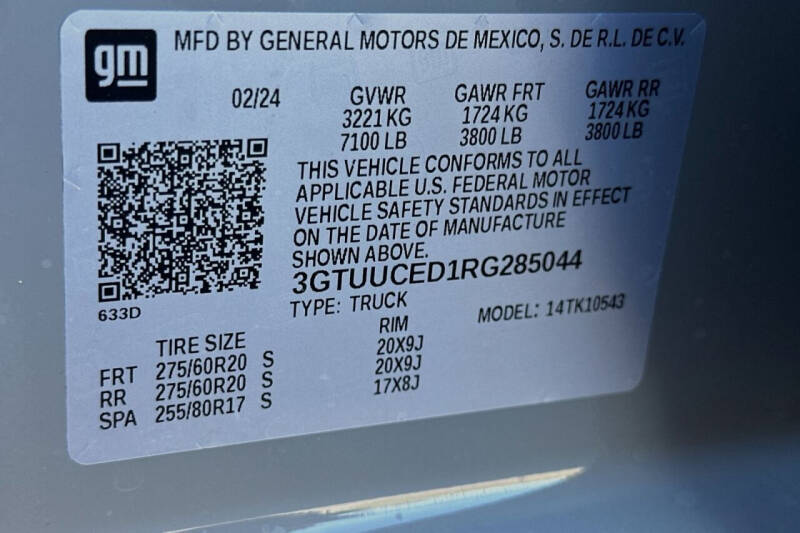 gm MFD BY GENERAL MOTORS DE MEXICO, S. DE R.L. DE C.V.
02/24 GVWR GAWR FRT GAWR RR
3221 KG 1724 KG 1724 KG
7100 LB 3800 LB 3800 LB
THIS VEHICLE CONFORMS TO ALL
APPLICABLE U.S. FEDERAL MOTOR
VEHICLE SAFETY STANDARDS IN EFFECT
ON THE DATE OF MANUFACTURE
SHOWN ABOVE.
3GTUUCED1RG285044
633D TYPE: TRUCK MODEL: 14TK10543
TIRE SIZE RIM
FRT 275/60R20 S 20X9J
RR 275/60R20 S 20X9J
SPA 255/80R17 S 17X8J